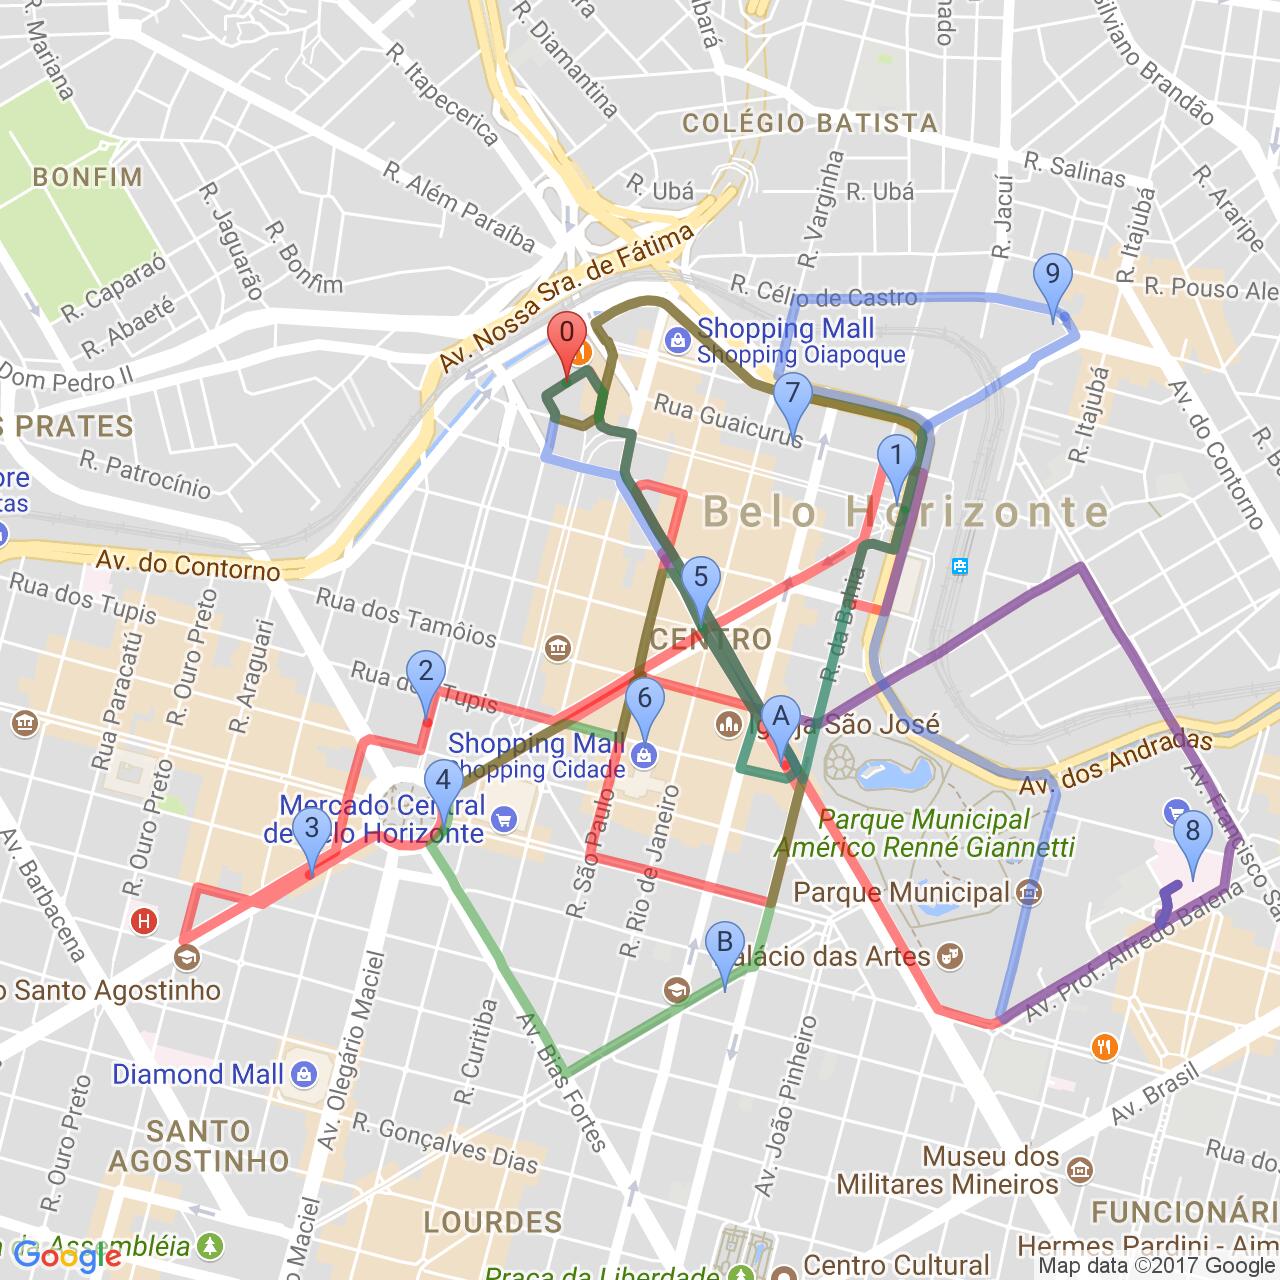 R. Mariana
R. Diamantina
R. Itapecerica
Silviano Brandão
COLÉGIO BATISTA
BONFIM
R. Além Paraíba
R. Ubá
R. Ubá
R. Varginha
R. Jacuí
R. Salinas
R. Araripe
R. Itajubá
R. Jaguarão
R. Bonfim
R. Caparaó
R. Abaeté
Av. Nossa Sra. de Fátima
R. Célio de Castro
R. Pouso Ale
9
0
Shopping Mall
Shopping Oiapoque
Dom Pedro II
7
Rua Guaicurus
R. Itajubá
Av. do Contorno
S PRATES
R. Patrocínio
1
Belo Horizonte
Av. do Contorno
Rua dos Tupis
Rua dos Tamóios
R. Ouro Preto
R. Araguari
Rua Paracatú
5
CENTRO
R. da Bahia
2
Rua dos Tupis
6
A
Igreja São José
Shopping Mall
Shopping Cidade
Av. dos Andradas
Av. Francisco Sa
4
Mercado Central
de Belo Horizonte
3
R. Ouro Preto
R. São Paulo
R. Rio de Janeiro
Parque Municipal
Américo Renné Giannetti
8
Av. Barbacena
H
Parque Municipal
Av. Prof. Alfredo Balena
B
Palácio das Artes
o Santo Agostinho
R. Olegário Maciel
R. Curitiba
Av. Bias Fortes
Diamond Mall
Av. Olegário Maciel
R. João Pinheiro
Av. Brasil
R. Ouro Preto
SANTO
AGOSTINHO
R. Gonçalves Dias
Av. João Pinheiro
Museu dos
Militares Mineiros
Rua do
LOURDES
FUNCIONÁRI
Maciel
a da Assembléia
Hermes Pardini - Aim
Google
Praça da Liberdade
Centro Cultural
Map data ©2017 Google